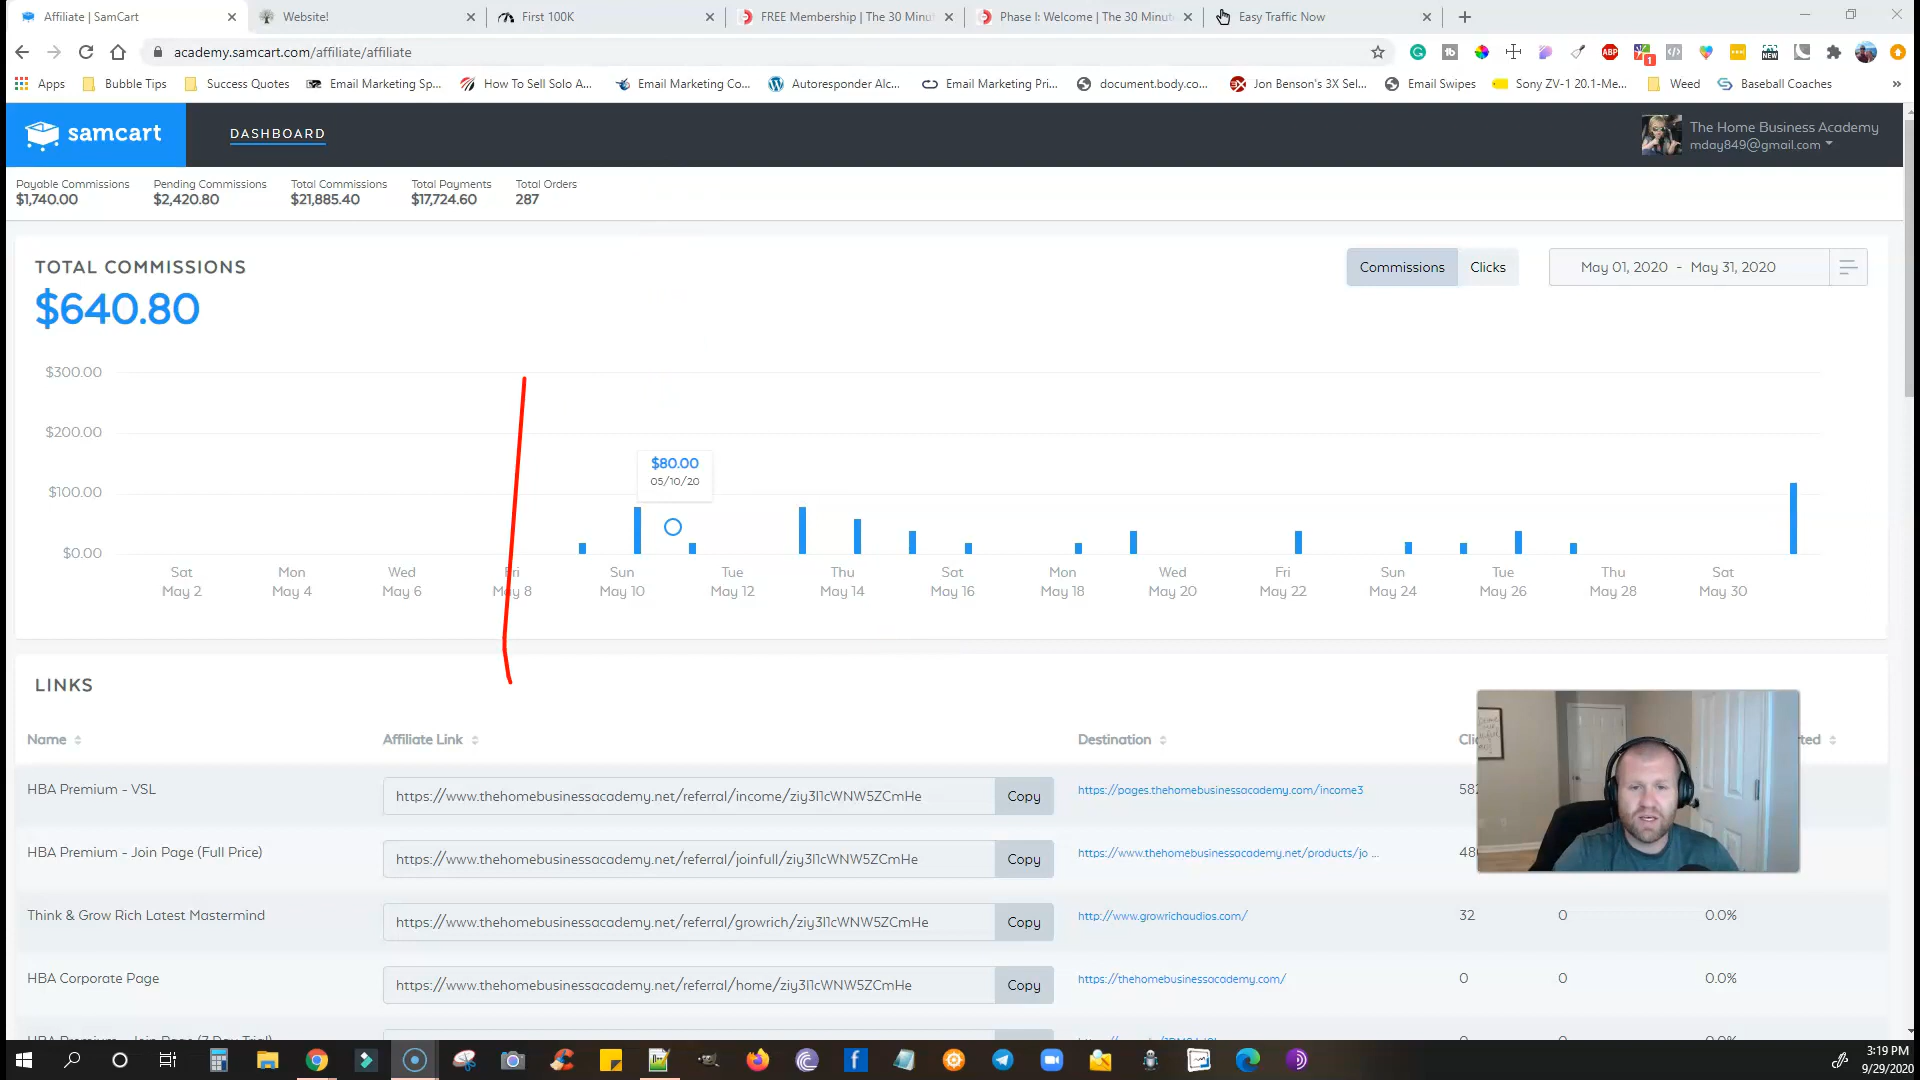 Affiliate | SamCart
Website!
First 100K
FREE Membership | The 30 Minut
Phase I: Welcome | The 30 Minut
Easy Traffic Now
academy.samcart.com/affiliate/affiliate
Apps
Bubble Tips
Success Quotes
Email Marketing Sp...
How To Sell Solo A...
Email Marketing Co...
Autoresponder Alc...
Email Marketing Pri...
document.body.co...
Jon Benson's 3X Sel...
Email Swipes
Sony ZV-1 20.1-Me...
Weed
Baseball Coaches
samcart
DASHBOARD
The Home Business Academy
mday849@gmail.com
Payable Commissions
$1,740.00
Pending Commissions
$2,420.80
Total Commissions
$21,885.40
Total Payments
$17,724.60
Total Orders
287
TOTAL COMMISSIONS
$640.80
Commissions
Clicks
May 01, 2020 - May 31, 2020
$300.00
$200.00
$100.00
$0.00
$80.00
05/10/20
Sat
May 2
Mon
May 4
Wed
May 6
Fri
May 8
Sun
May 10
Tue
May 12
Thu
May 14
Sat
May 16
Mon
May 18
Wed
May 20
Fri
May 22
Sun
May 24
Tue
May 26
Thu
May 28
Sat
May 30
LINKS
Name
Affiliate Link
Destination
HBA Premium - VSL
https://www.thehomebusinessacademy.net/referral/income/ziy3l1cWNW5ZCmHe
Copy
https://pages.thehomebusinessacademy.com/income3
582
HBA Premium - Join Page (Full Price)
https://www.thehomebusinessacademy.net/referral/joinfull/ziy3l1cWNW5ZCmHe
Copy
https://www.thehomebusinessacademy.net/products/jo ...
486
Think & Grow Rich Latest Mastermind
https://www.thehomebusinessacademy.net/referral/growrich/ziy3l1cWNW5ZCmHe
Copy
http://www.growrichaudios.com/
32
0
0.0%
HBA Corporate Page
https://www.thehomebusinessacademy.net/referral/home/ziy3l1cWNW5ZCmHe
Copy
https://thehomebusinessacademy.com/
0
0
0.0%
3:19 PM
9/29/2020